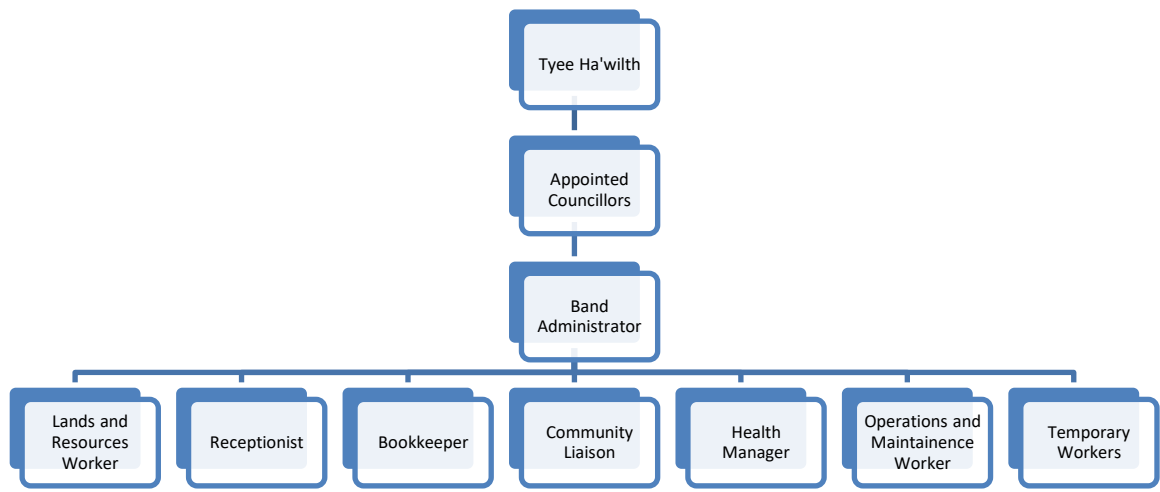 Tyee Ha'wilth
Appointed
Councillors
Band
Administrator
Lands and
Resources
Worker
Receptionist
Bookkeeper
Community
Liaison
Health
Manager
Operations and
Maintainence
Worker
Temporary
Workers